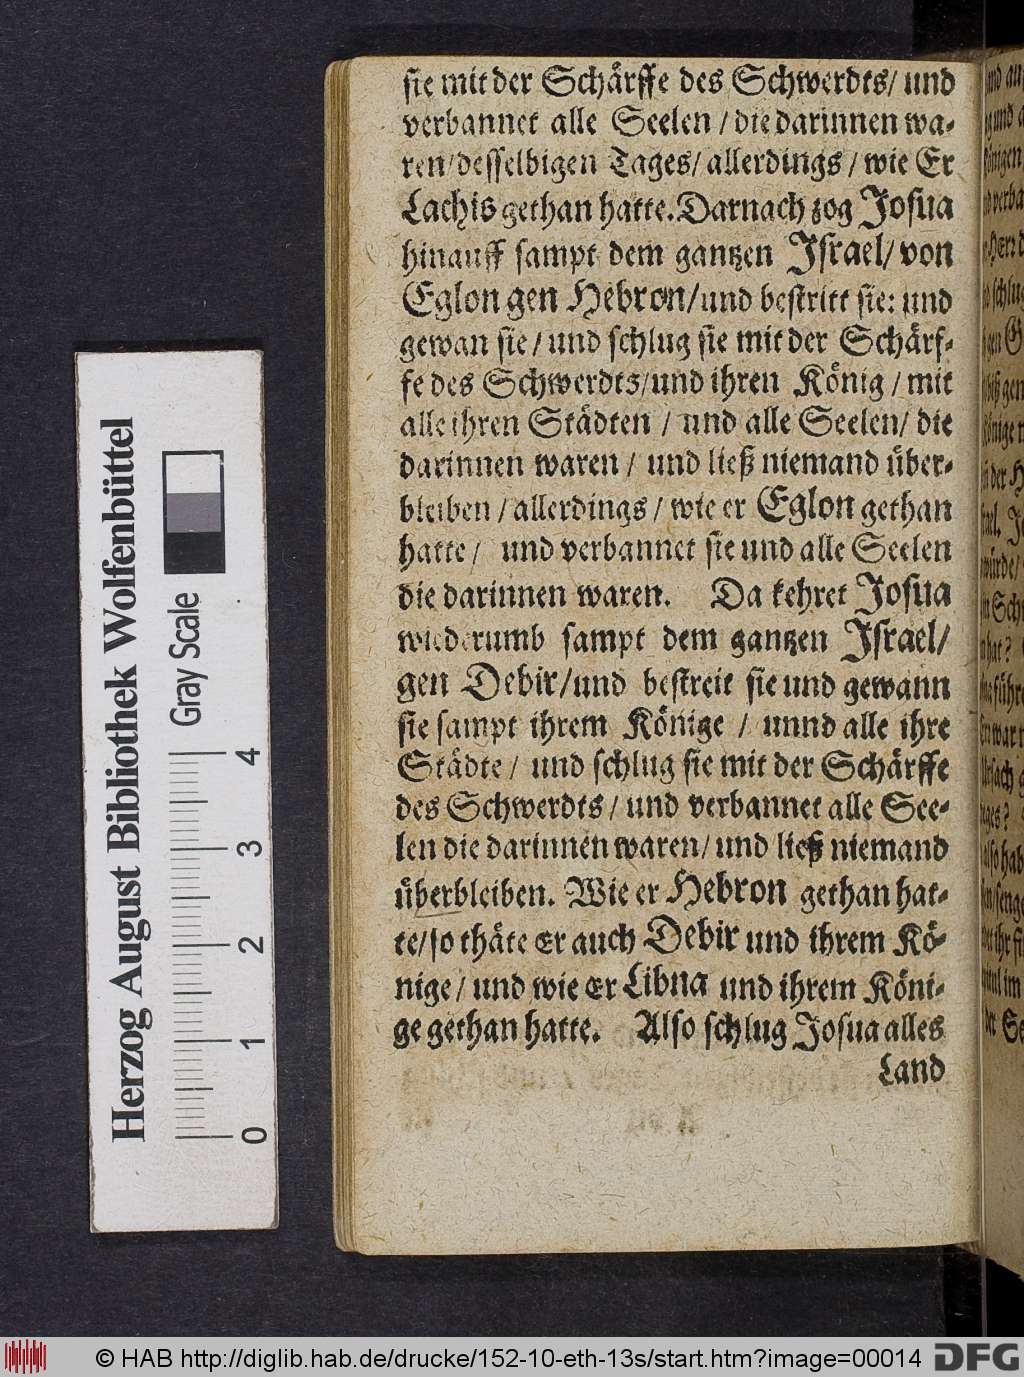 sie mit der Schärffe des Schwerdts/ und
verbannet alle Seelen / die darinnen wa-
ren/ desselbigen Tages/ allerdings / wie Er
Lachis gethan hatte. Darnach zog Josua
hinauff sampt dem gantzen Israel/ von
Eglon gen Hebron/ und bestritt sie: und
gewan sie / und schlug sie mit der Schärf-
fe des Schwerdts/ und ihren König / mit
alle ihren Städten / und alle Seelen/ die
darinnen waren / und ließ niemand über-
bleiben / allerdings / wie er Eglon gethan
hatte / und verbannet sie und alle Seelen
die darinnen waren. Da kehret Josua
wiederumb sampt dem gantzen Israel/
gen Debir/ und bestreit sie und gewann
sie sampt ihrem Könige / unnd alle ihre
Städte / und schlug sie mit der Schärffe
des Schwerdts / und verbannet alle See-
len die darinnen waren/ und ließ niemand
überbleiben. Wie er Hebron gethan hat-
te/ so thäte Er auch Debir und ihrem Kö-
nige / und wie Er Libna und ihrem Köni-
ge gethan hatte. Also schlug Josua alles
Land
Herzog August Bibliothek Wolfenbüttel
Gray Scale
0 1 2 3 4
© HAB http://diglib.hab.de/drucke/152-10-eth-13s/start.htm?image=00014
DFG